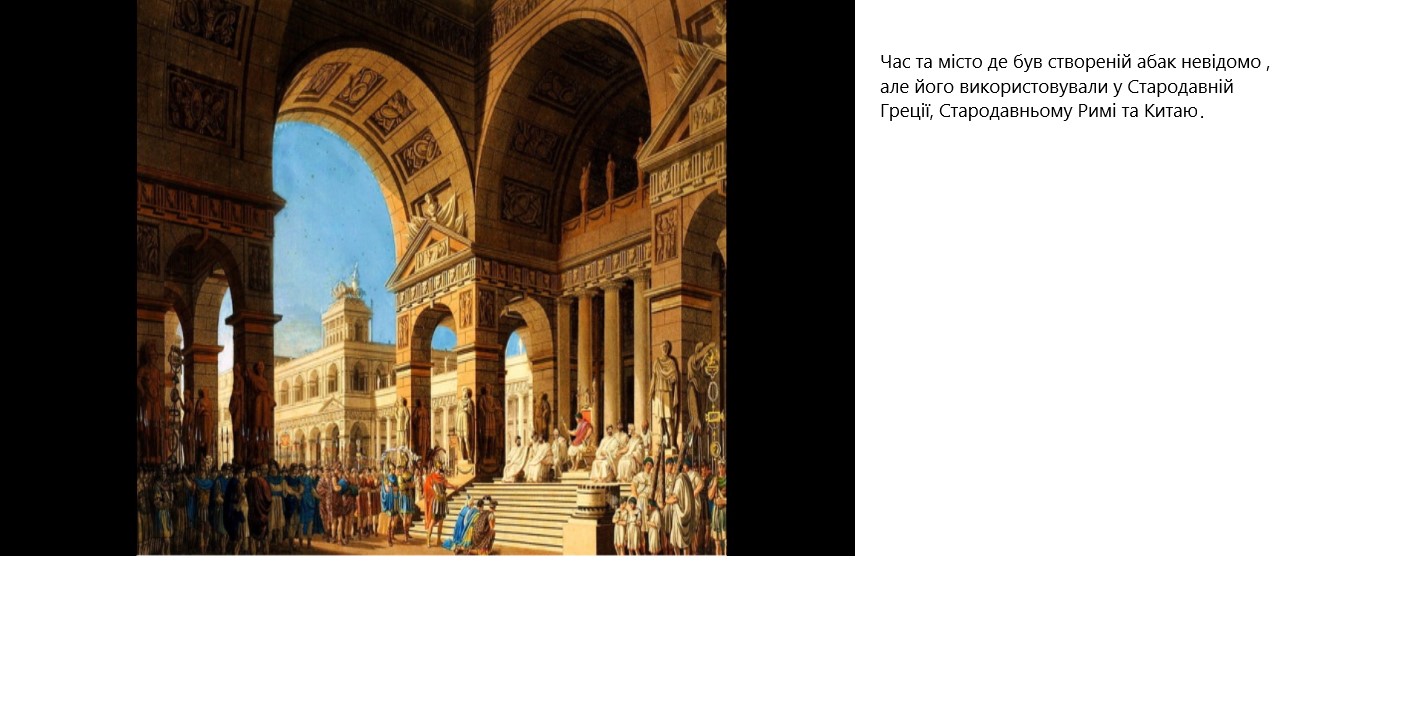 Час та місто де був створеній абак невідомо ,
але його використовували у Стародавній
Греції, Стародавньому Римі та Китаю.